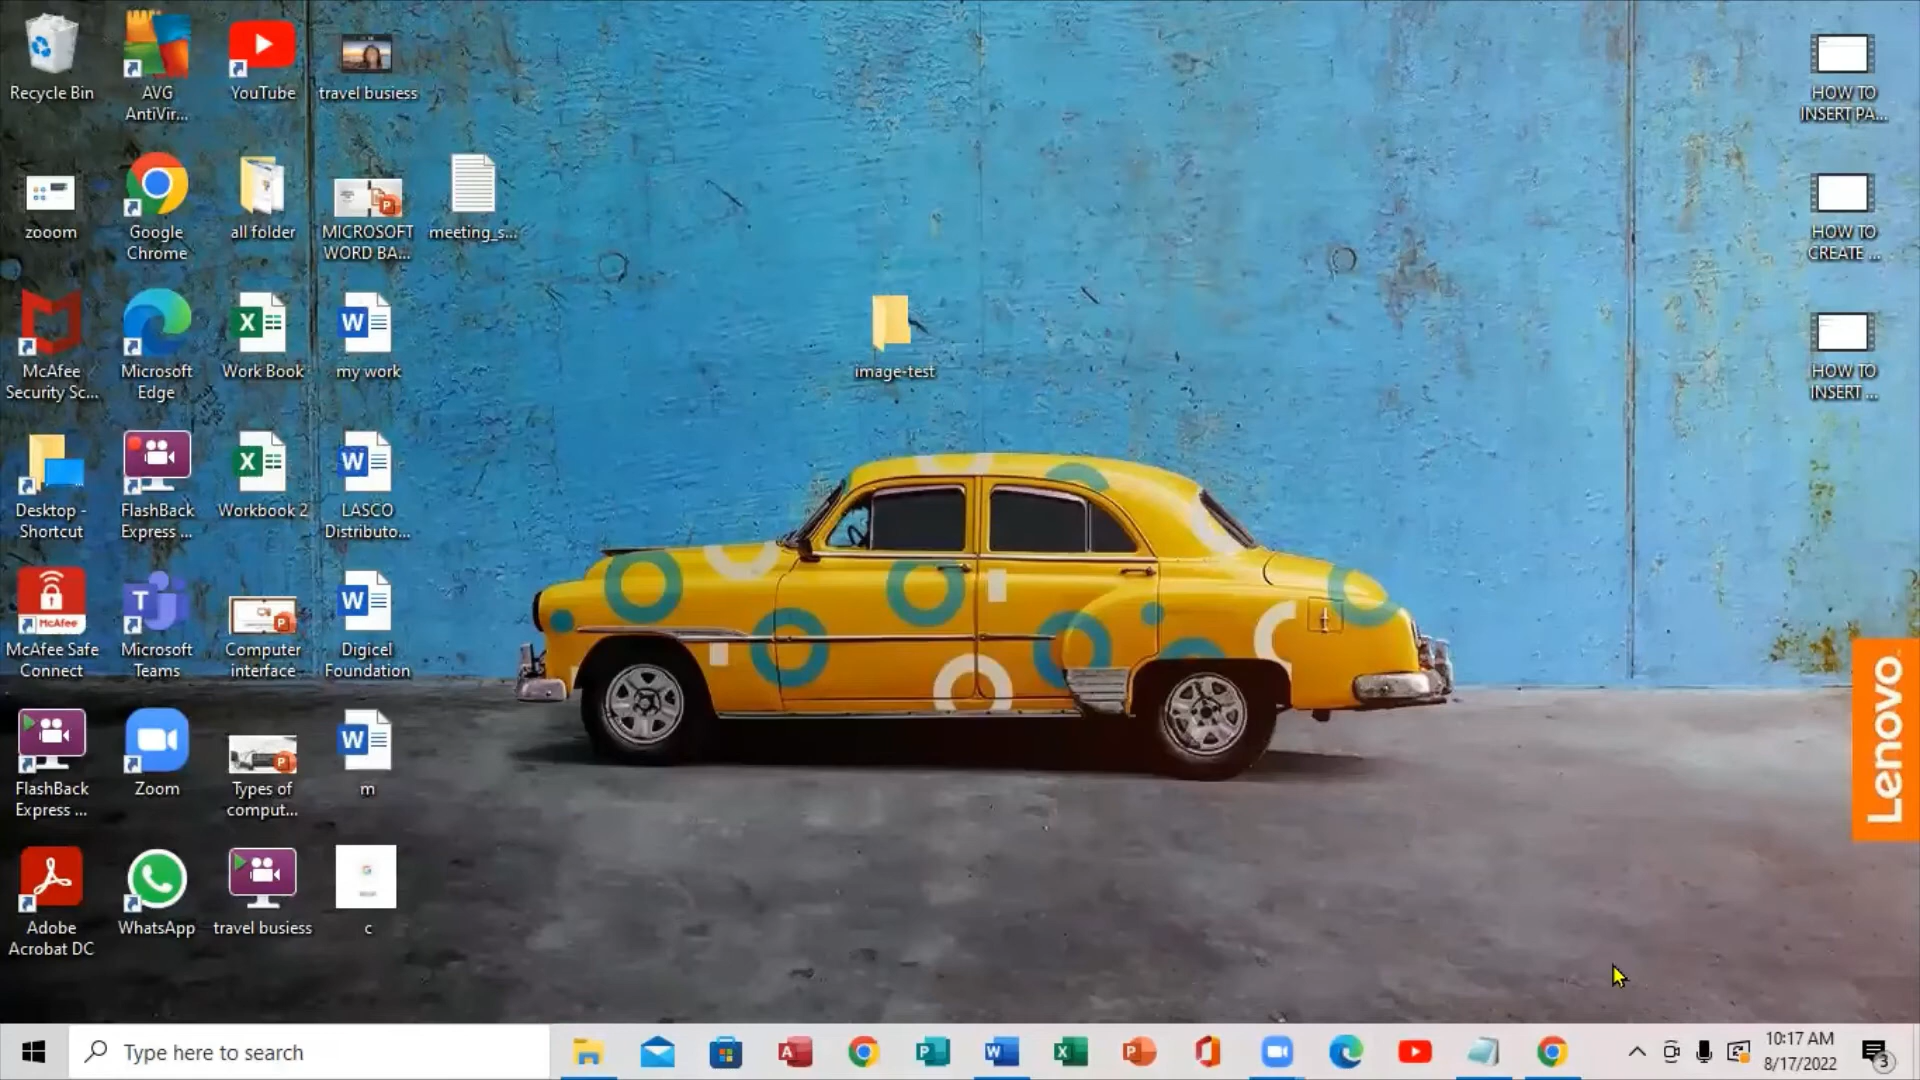 Recycle Bin
AVG
AntiVir...
YouTube
travel busiess
HOW TO
INSERT PA...
zooom
Google
Chrome
all folder
MICROSOFT
WORD BA...
meeting_s...
HOW TO
CREATE ...
McAfee
Security Sc...
Microsoft
Edge
Work Book
my work
image-test
HOW TO
INSERT ...
Desktop -
Shortcut
FlashBack
Express ...
Workbook 2
LASCO
Distributo...
McAfee
McAfee Safe
Connect
Microsoft
Teams
Computer
interface
Digicel
Foundation
Lenovo
FlashBack
Express ...
Zoom
Types of
comput...
m
Adobe
Acrobat DC
WhatsApp
travel busiess
c
Type here to search
10:17 AM
8/17/2022
3